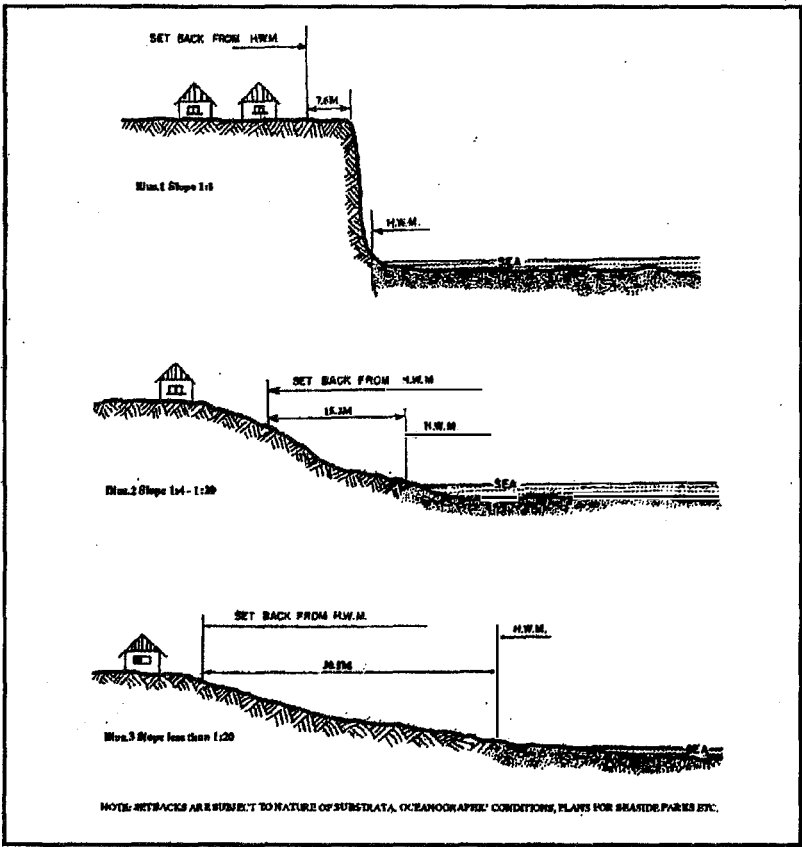 SET BACK FROM H.W.M
7.6M
Illus.1 Slope 1:1
H.W.M.
SEA
SET BACK FROM H.W.M
15.2M
H.W.M
Illus.2 Slope 1:4 - 1:20
SEA
SET BACK FROM H.W.M.
H.W.M.
Illus.3 Slope less than 1:20
SEA
NOTE: SETBACKS ARE SUBJECT TO NATURE OF SUBSTRATA, OCEANOGRAPHIC CONDITIONS, PLANS FOR SEASIDE PARKS ETC.